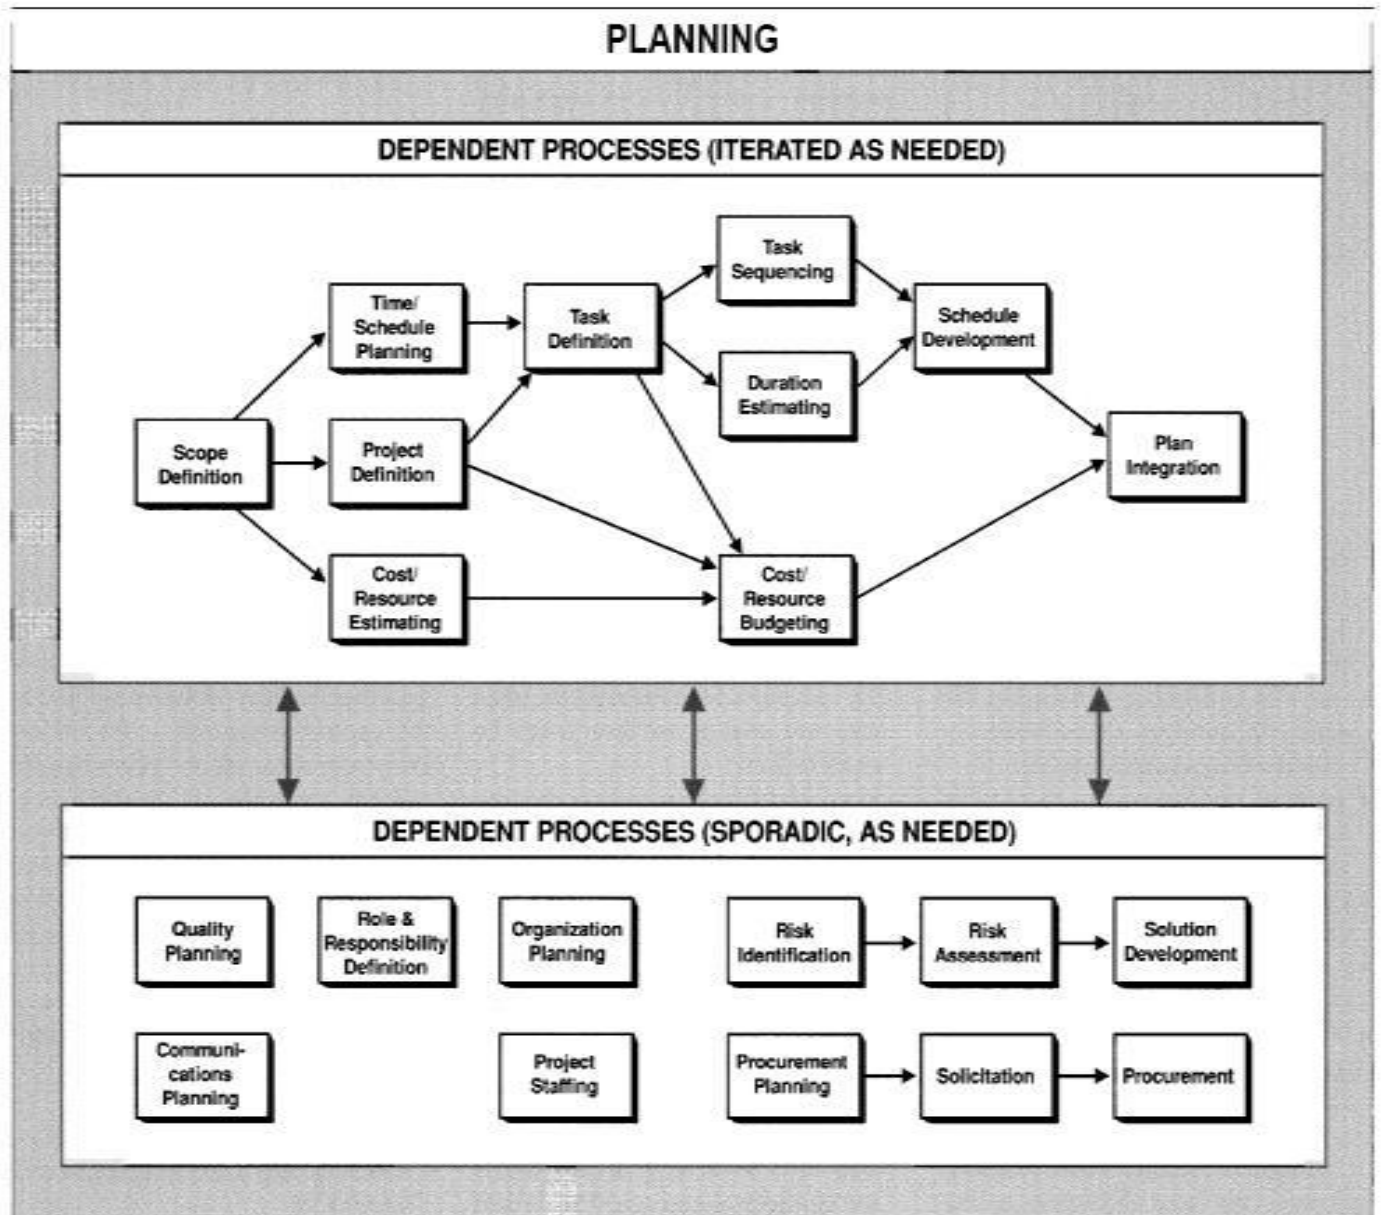 PLANNING
DEPENDENT PROCESSES (ITERATED AS NEEDED)
Task
Sequencing
Time/
Schedule
Planning
Task
Definition
Schedule
Development
Duration
Estimating
Scope
Definition
Project
Definition
Plan
Integration
Cost/
Resource
Estimating
Cost/
Resource
Budgeting
DEPENDENT PROCESSES (SPORADIC, AS NEEDED)
Quality
Planning
Role &
Responsibility
Definition
Organization
Planning
Risk
Identification
Risk
Assessment
Solution
Development
Communi-
cations
Planning
Project
Staffing
Procurement
Planning
Solicitation
Procurement